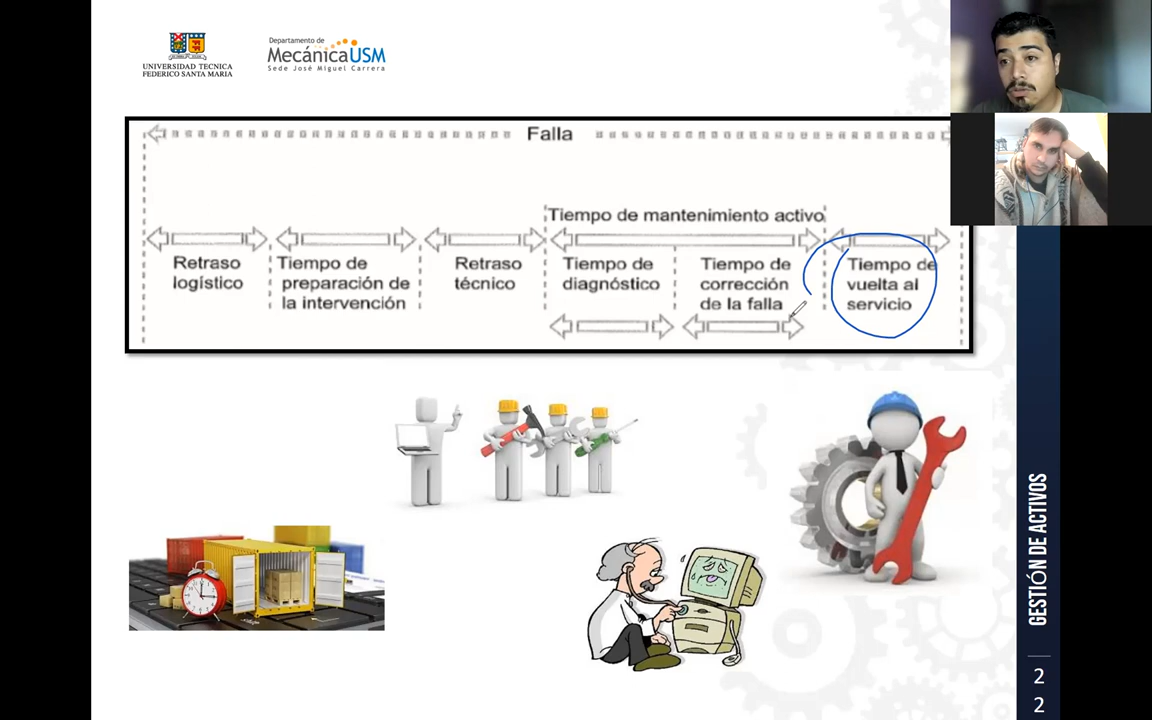 UNIVERSIDAD TECNICA
FEDERICO SANTA MARIA
Departamento de
MecánicaUSM
Sede José Miguel Carrera
Falla
Tiempo de mantenimiento activo
Retraso
logístico
Tiempo de
preparación de
la intervención
Retraso
técnico
Tiempo de
diagnóstico
Tiempo de
corrección
de la falla
Tiempo de
vuelta al
servicio
GESTIÓN DE ACTIVOS
2
2